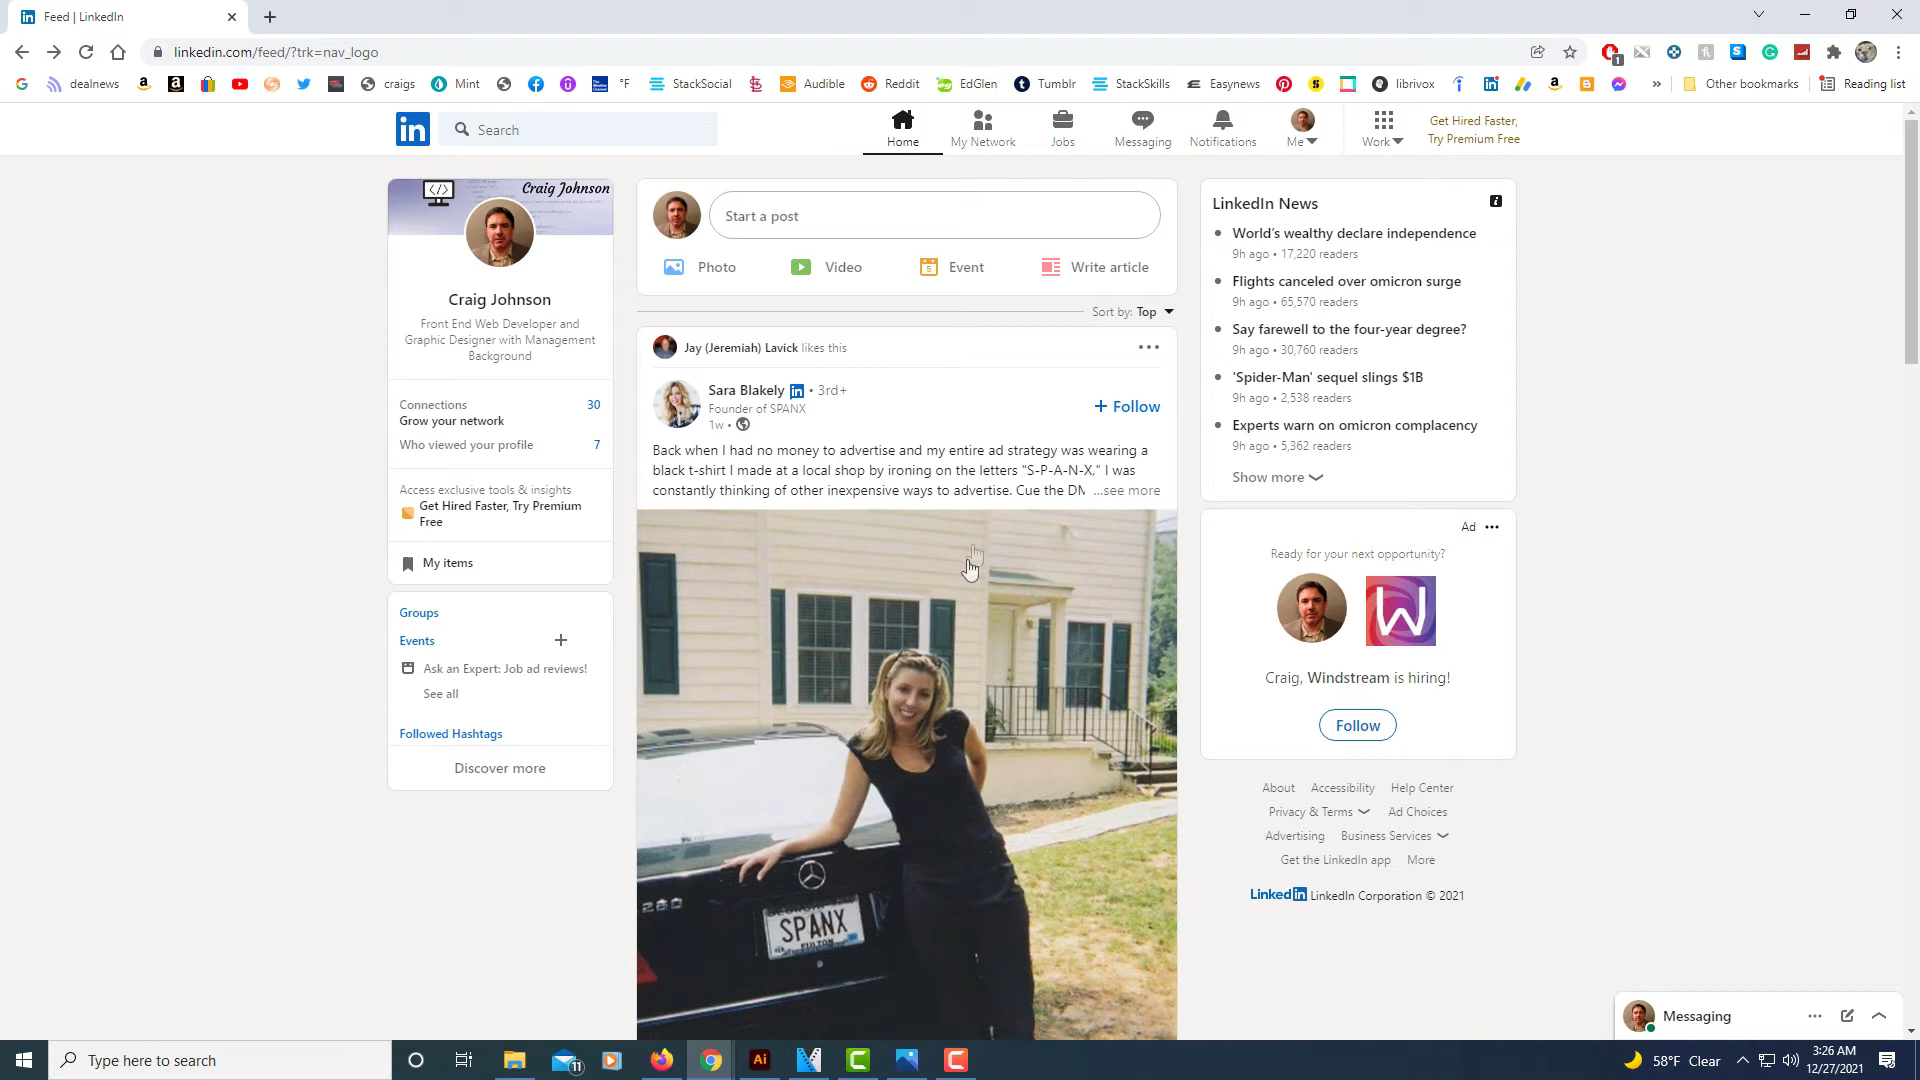 Feed | LinkedIn
linkedin.com/feed/?trk=nav_logo
dealnews
craigs
Mint
°F
StackSocial
Audible
Reddit
EdGlen
Tumblr
StackSkills
Easynews
librivox
Other bookmarks
Reading list
Search
Home
My Network
Jobs
Messaging
Notifications
Me
Work
Get Hired Faster,
Try Premium Free
Craig Johnson
Craig Johnson
Front End Web Developer and
Graphic Designer with Management
Background
Connections 30
Grow your network
Who viewed your profile 7
Access exclusive tools & insights
Get Hired Faster, Try Premium
Free
My items
Groups
Events
Ask an Expert: Job ad reviews!
See all
Followed Hashtags
Discover more
Start a post
Photo
Video
Event
Write article
Sort by: Top
Jay (Jeremiah) Lavick likes this
Sara Blakely in • 3rd+
Founder of SPANX
1w •
+ Follow
Back when I had no money to advertise and my entire ad strategy was wearing a
black t-shirt I made at a local shop by ironing on the letters "S-P-A-N-X," I was
constantly thinking of other inexpensive ways to advertise. Cue the DM ...see more
SPANX
FULTON
LinkedIn News
World's wealthy declare independence
9h ago • 17,220 readers
Flights canceled over omicron surge
9h ago • 65,570 readers
Say farewell to the four-year degree?
9h ago • 30,760 readers
'Spider-Man' sequel slings $1B
9h ago • 2,538 readers
Experts warn on omicron complacency
9h ago • 5,362 readers
Show more
Ad
Ready for your next opportunity?
W
Craig, Windstream is hiring!
Follow
About
Accessibility
Help Center
Privacy & Terms
Ad Choices
Advertising
Business Services
Get the LinkedIn app
More
LinkedIn LinkedIn Corporation © 2021
Messaging
Type here to search
11
Ai
58°F Clear
3:26 AM
12/27/2021